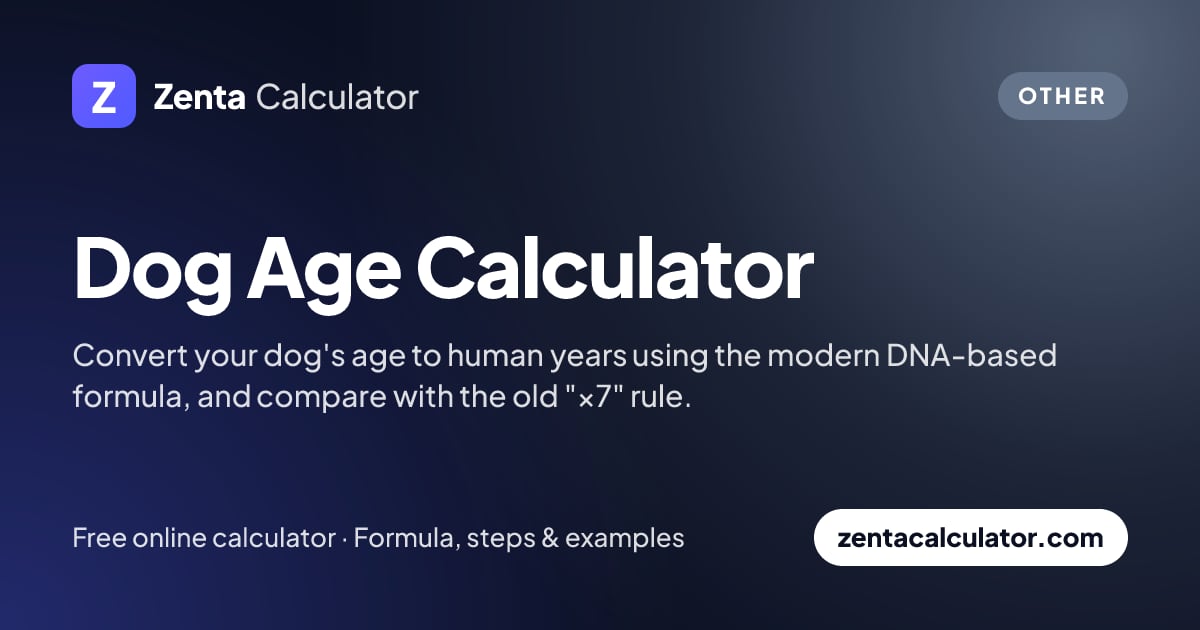 Z Zenta Calculator
OTHER
Dog Age Calculator
Convert your dog's age to human years using the modern DNA-based
formula, and compare with the old "×7" rule.
Free online calculator · Formula, steps & examples
zentacalculator.com